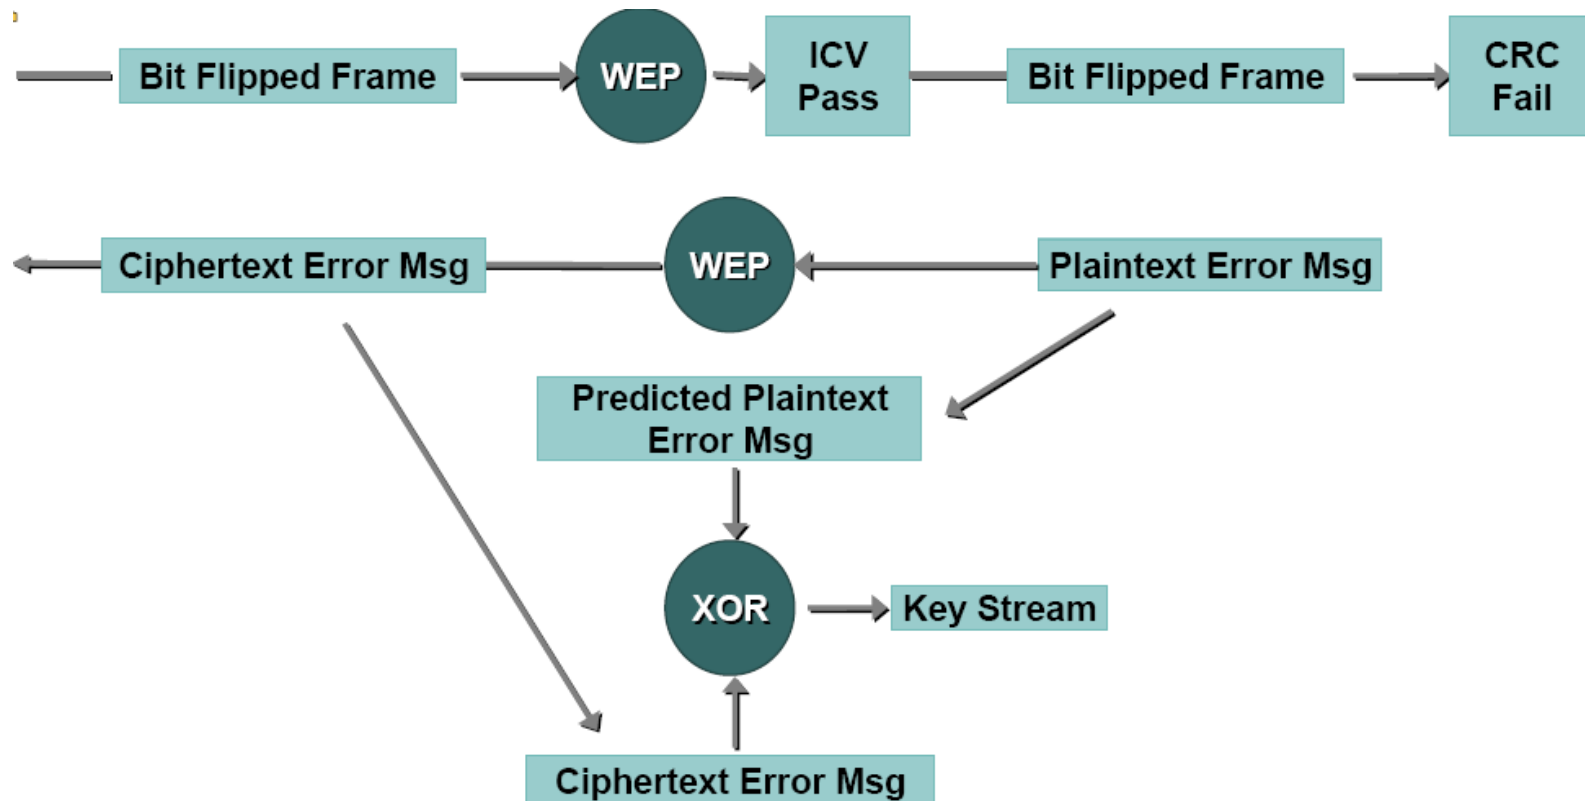 Bit Flipped Frame
WEP
ICV
Pass
Bit Flipped Frame
CRC
Fail
Ciphertext Error Msg
WEP
Plaintext Error Msg
Predicted Plaintext
Error Msg
XOR
Key Stream
Ciphertext Error Msg